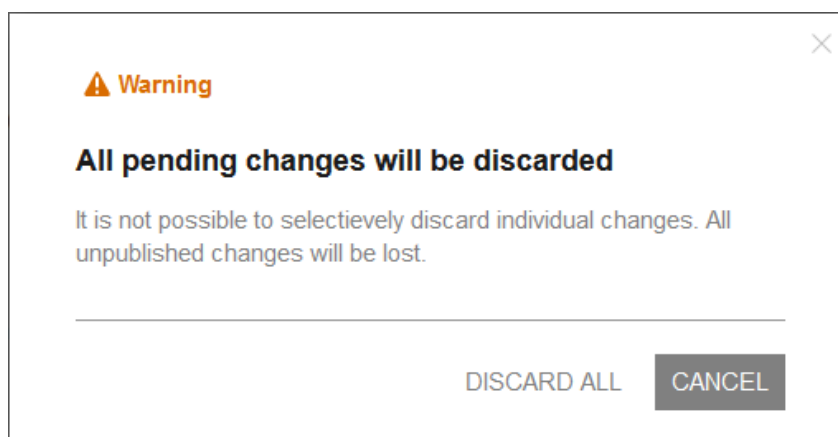 Warning
All pending changes will be discarded
It is not possible to selectievely discard individual changes. All
unpublished changes will be lost.
DISCARD ALL CANCEL